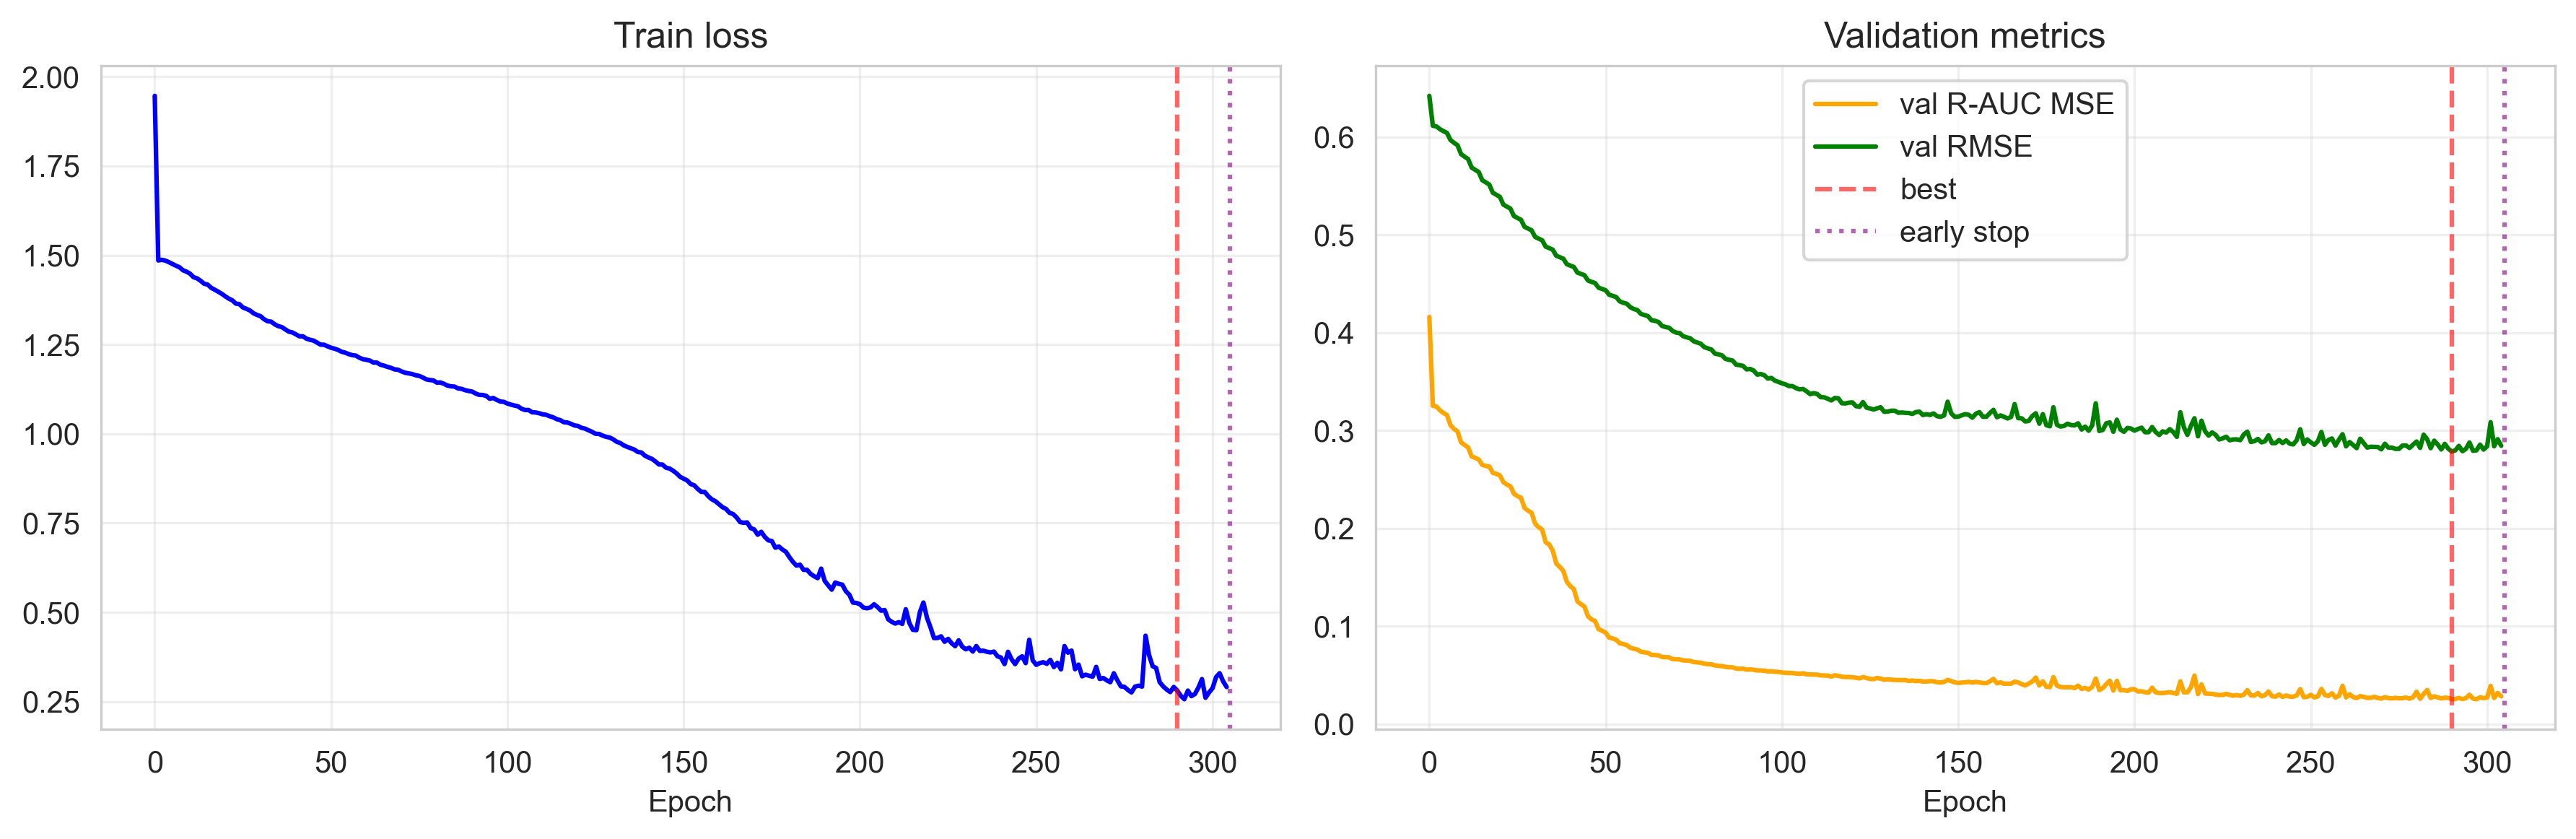 Train loss
2.00
1.75
1.50
1.25
1.00
0.75
0.50
0.25
0 50 100 150 200 250 300
Epoch
Validation metrics
0.6
0.5
0.4
0.3
0.2
0.1
0.0
val R-AUC MSE
val RMSE
best
early stop
0 50 100 150 200 250 300
Epoch